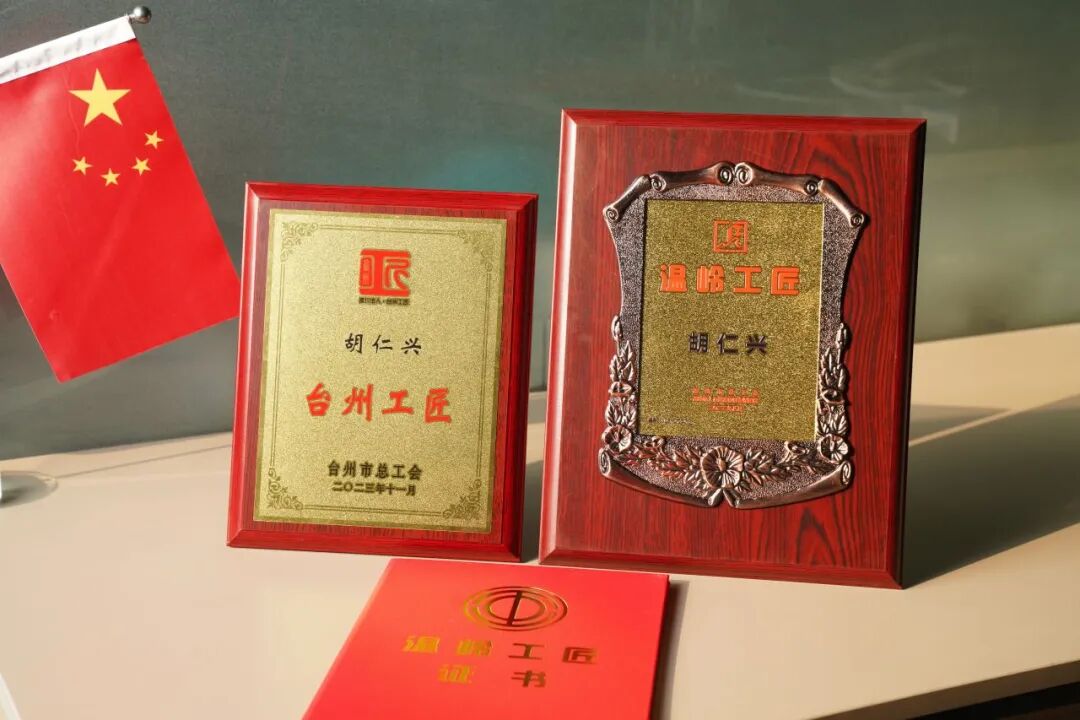 胡仁兴
台州工匠
台州市总工会
二〇二三年十一月
温岭工匠
胡仁兴
温岭工匠
证书